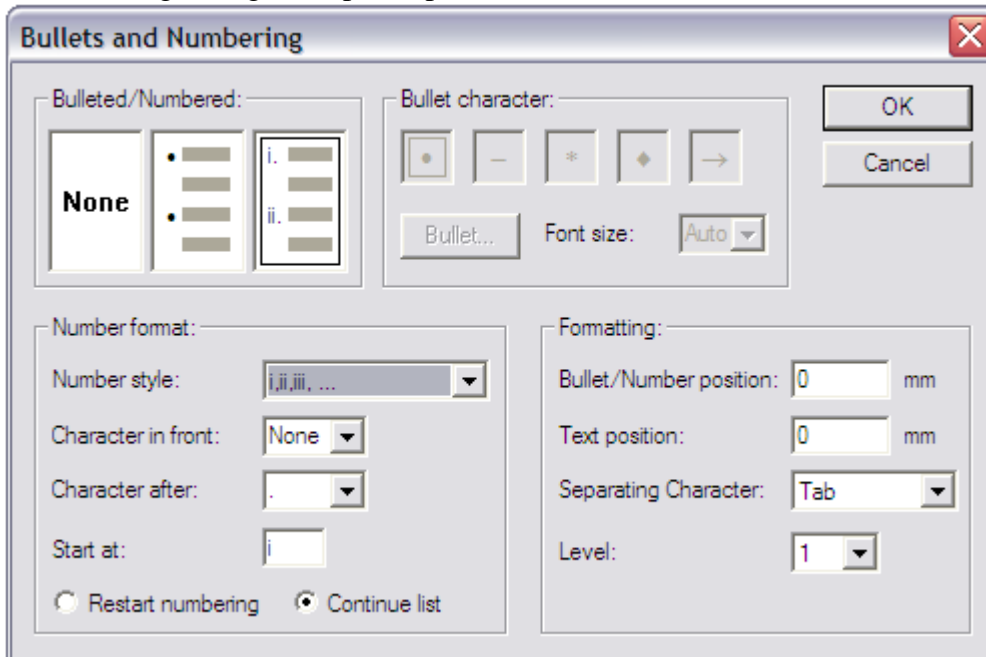 Bullets and Numbering
Bulleted/Numbered:
None
i.
ii.
Bullet character:
Bullet...
Font size:
Auto
OK
Cancel
Number format:
Number style:
i,ii,iii, ...
Character in front:
None
Character after:
.
Start at:
i
Restart numbering
Continue list
Formatting:
Bullet/Number position:
0
mm
Text position:
0
mm
Separating Character:
Tab
Level:
1